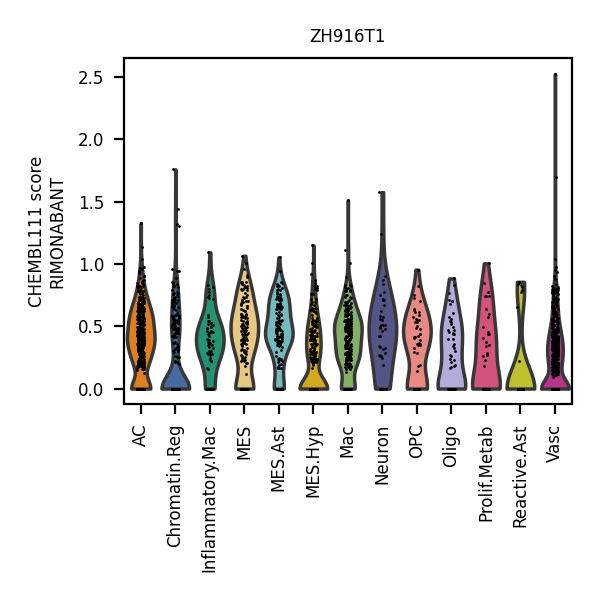 ZH916T1
CHEMBL111 score
RIMONABANT
2.5
2.0
1.5
1.0
0.5
0.0
AC
Chromatin.Reg
Inflammatory.Mac
MES
MES.Ast
MES.Hyp
Mac
Neuron
OPC
Oligo
Prolif.Metab
Reactive.Ast
Vasc